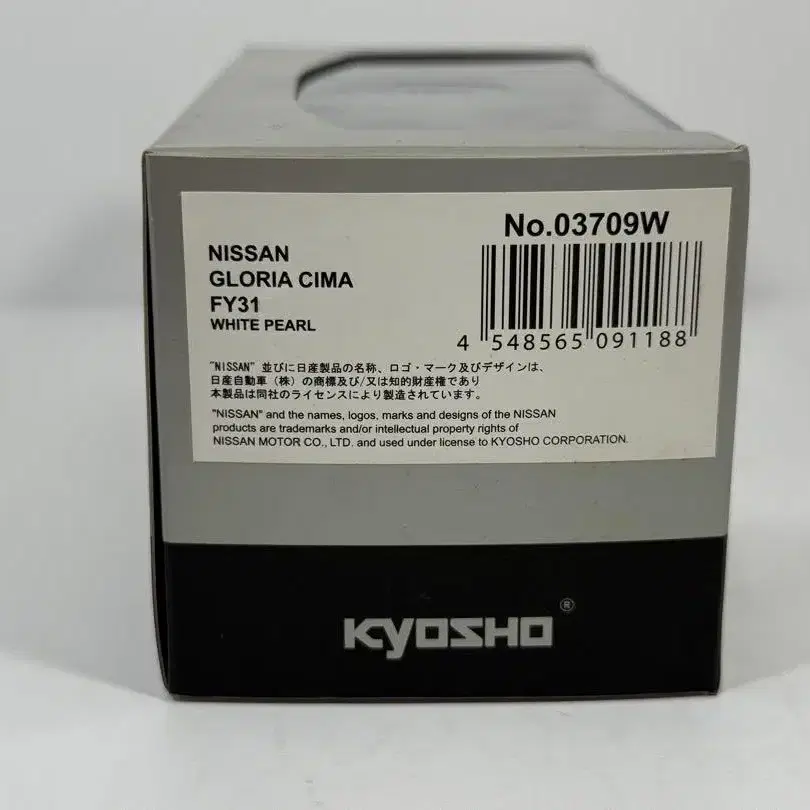 No.03709W
NISSAN
GLORIA CIMA
FY31
WHITE PEARL
4 548565 091188
"NISSAN" 並びに日産製品の名称、ロゴ・マーク及びデザインは、
日産自動車（株）の商標及び/又は知的財産権であり
本製品は同社のライセンスにより製造されています。
"NISSAN" and the names, logos, marks and designs of the NISSAN
products are trademarks and/or intellectual property rights of
NISSAN MOTOR CO., LTD. and used under license to KYOSHO CORPORATION.
KYOSHO ®